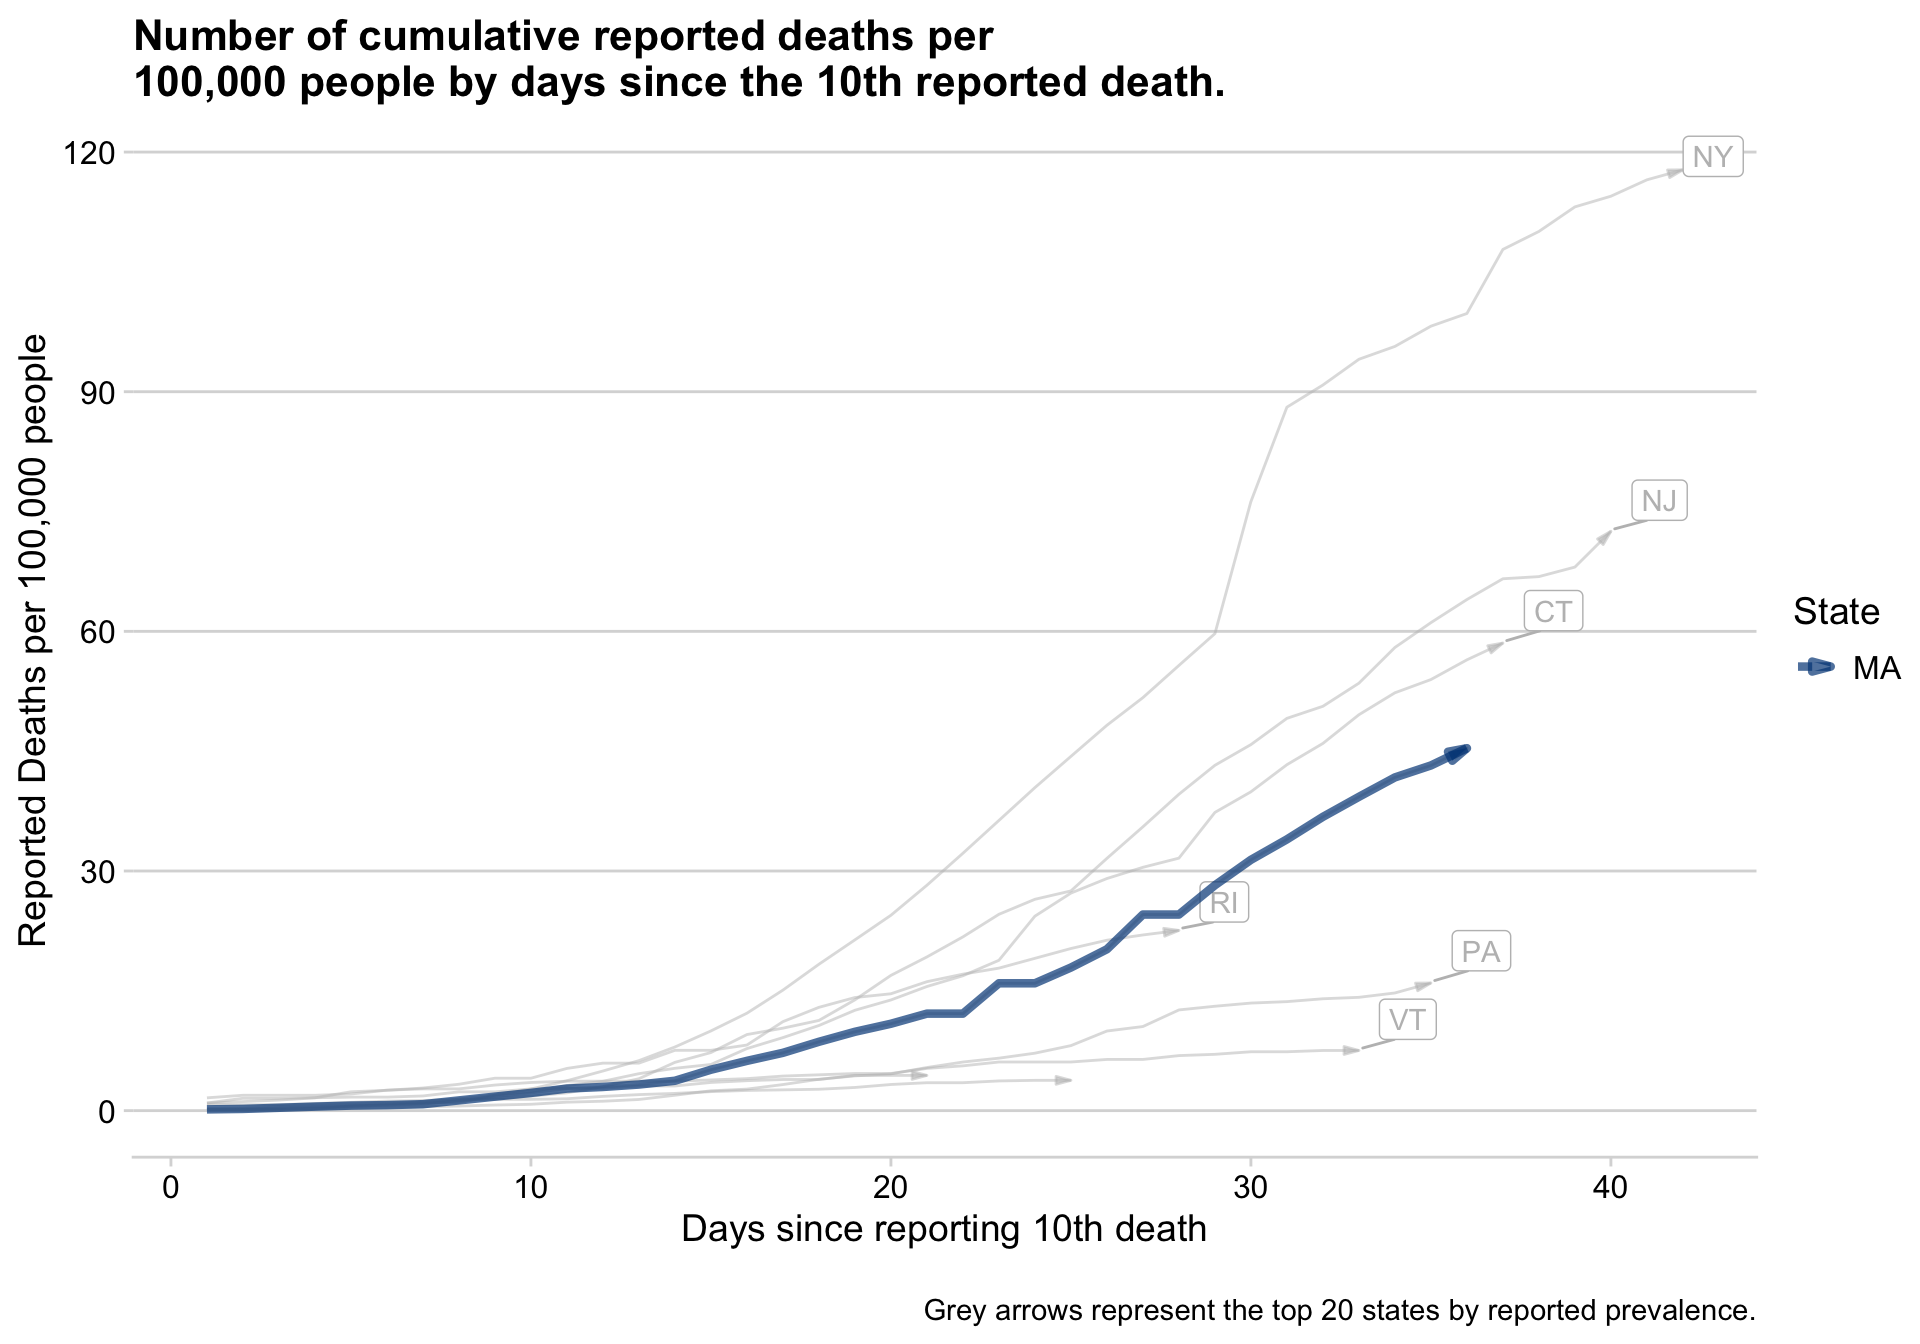 Number of cumulative reported deaths per
100,000 people by days since the 10th reported death.
Reported Deaths per 100,000 people
120
90
60
30
0
NY
NJ
CT
RI
PA
VT
State
MA
0 10 20 30 40
Days since reporting 10th death
Grey arrows represent the top 20 states by reported prevalence.